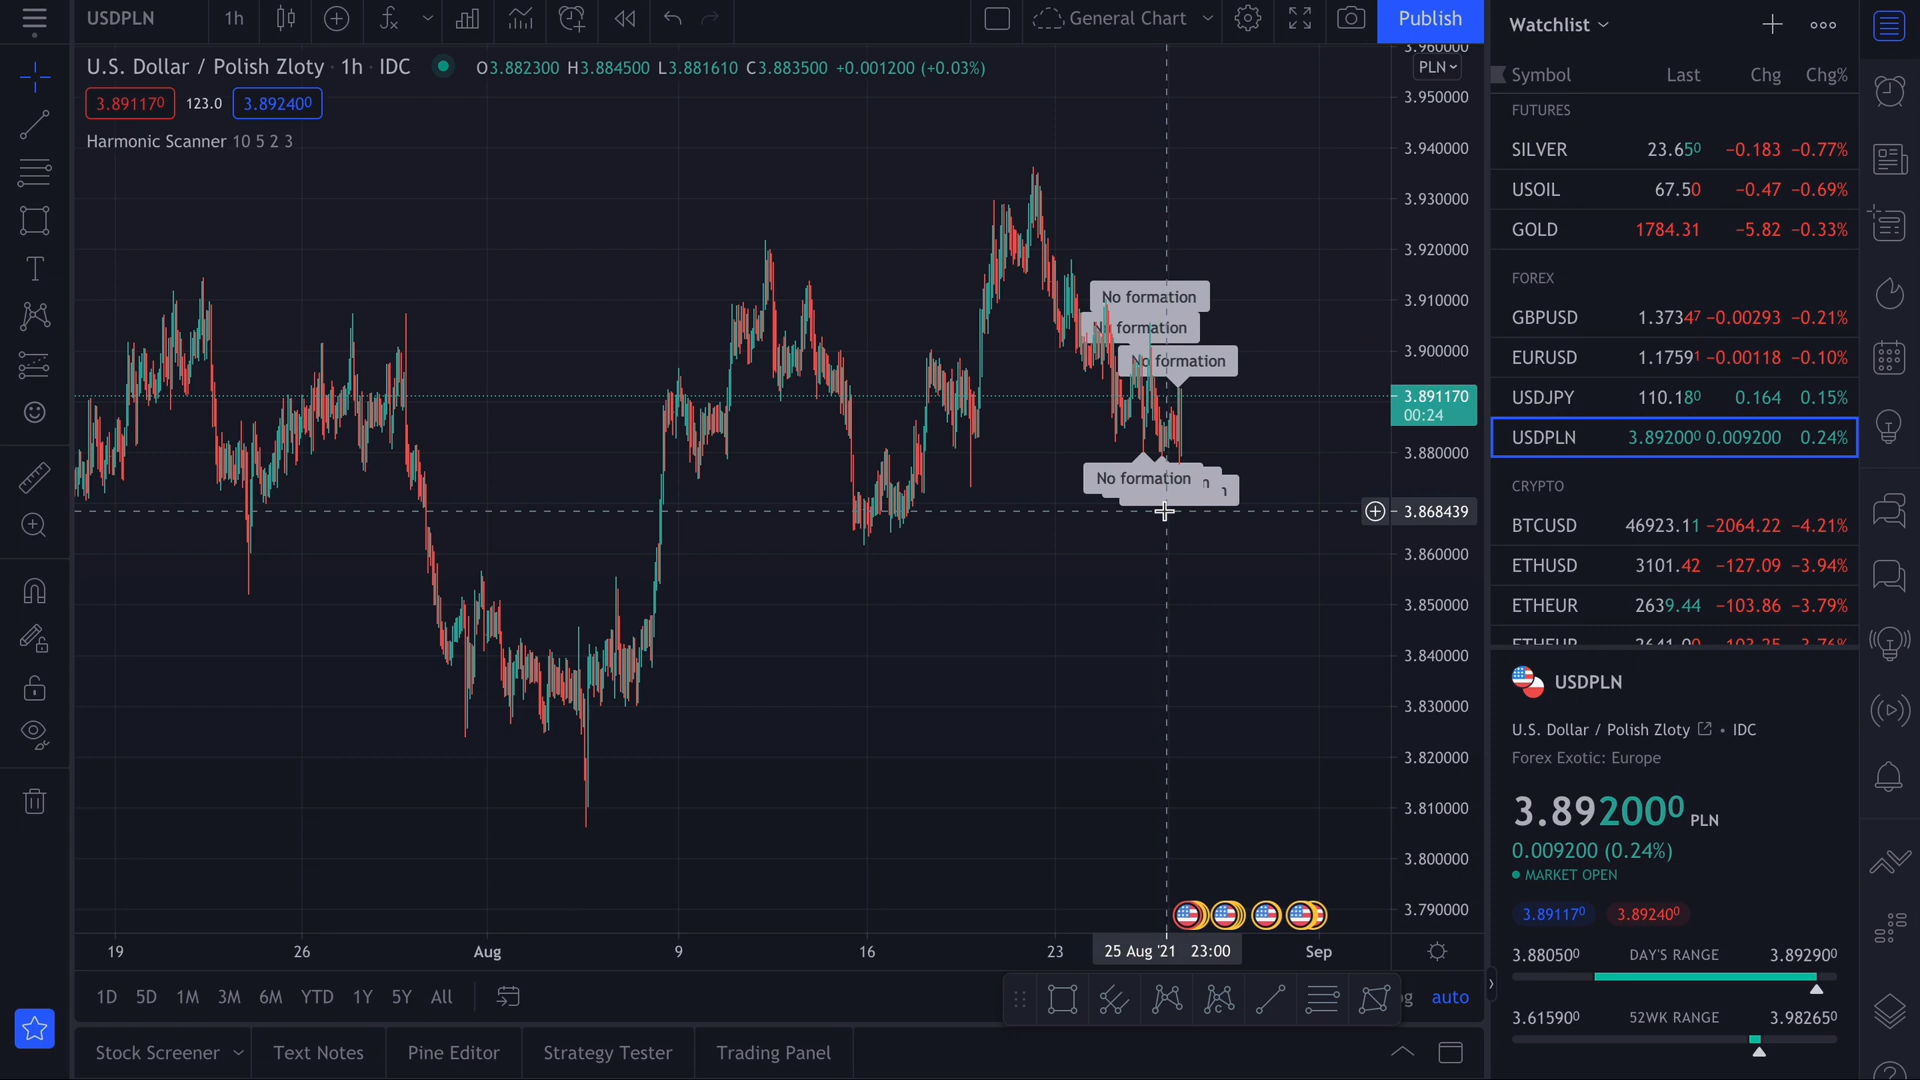 USDPLN 1h General Chart Publish
U.S. Dollar / Polish Zloty · 1h · IDC O3.882300 H3.884500 L3.881610 C3.883500 +0.001200 (+0.03%)
3.891170 123.0 3.892400
Harmonic Scanner 10 5 2 3
No formation
No formation
No formation
No formation
n
n
3.960000
PLN
3.950000
3.940000
3.930000
3.920000
3.910000
3.900000
3.891170
00:24
3.880000
3.868439
3.860000
3.850000
3.840000
3.830000
3.820000
3.810000
3.800000
3.790000
19 26 Aug 9 16 23 25 Aug '21 23:00 Sep
1D 5D 1M 3M 6M YTD 1Y 5Y All
g auto
Stock Screener Text Notes Pine Editor Strategy Tester Trading Panel
Watchlist
Symbol Last Chg Chg%
FUTURES
SILVER 23.650 −0.183 −0.77%
USOIL 67.50 −0.47 −0.69%
GOLD 1784.31 −5.82 −0.33%
FOREX
GBPUSD 1.37347 −0.00293 −0.21%
EURUSD 1.17591 −0.00118 −0.10%
USDJPY 110.180 0.164 0.15%
USDPLN 3.892000 0.009200 0.24%
CRYPTO
BTCUSD 46923.11 −2064.22 −4.21%
ETHUSD 3101.42 −127.09 −3.94%
ETHEUR 2639.44 −103.86 −3.79%
USDPLN
U.S. Dollar / Polish Zloty • IDC
Forex Exotic: Europe
3.892000 PLN
0.009200 (0.24%)
MARKET OPEN
3.891170 3.892400
3.880500 DAY'S RANGE 3.892900
3.615900 52WK RANGE 3.982650